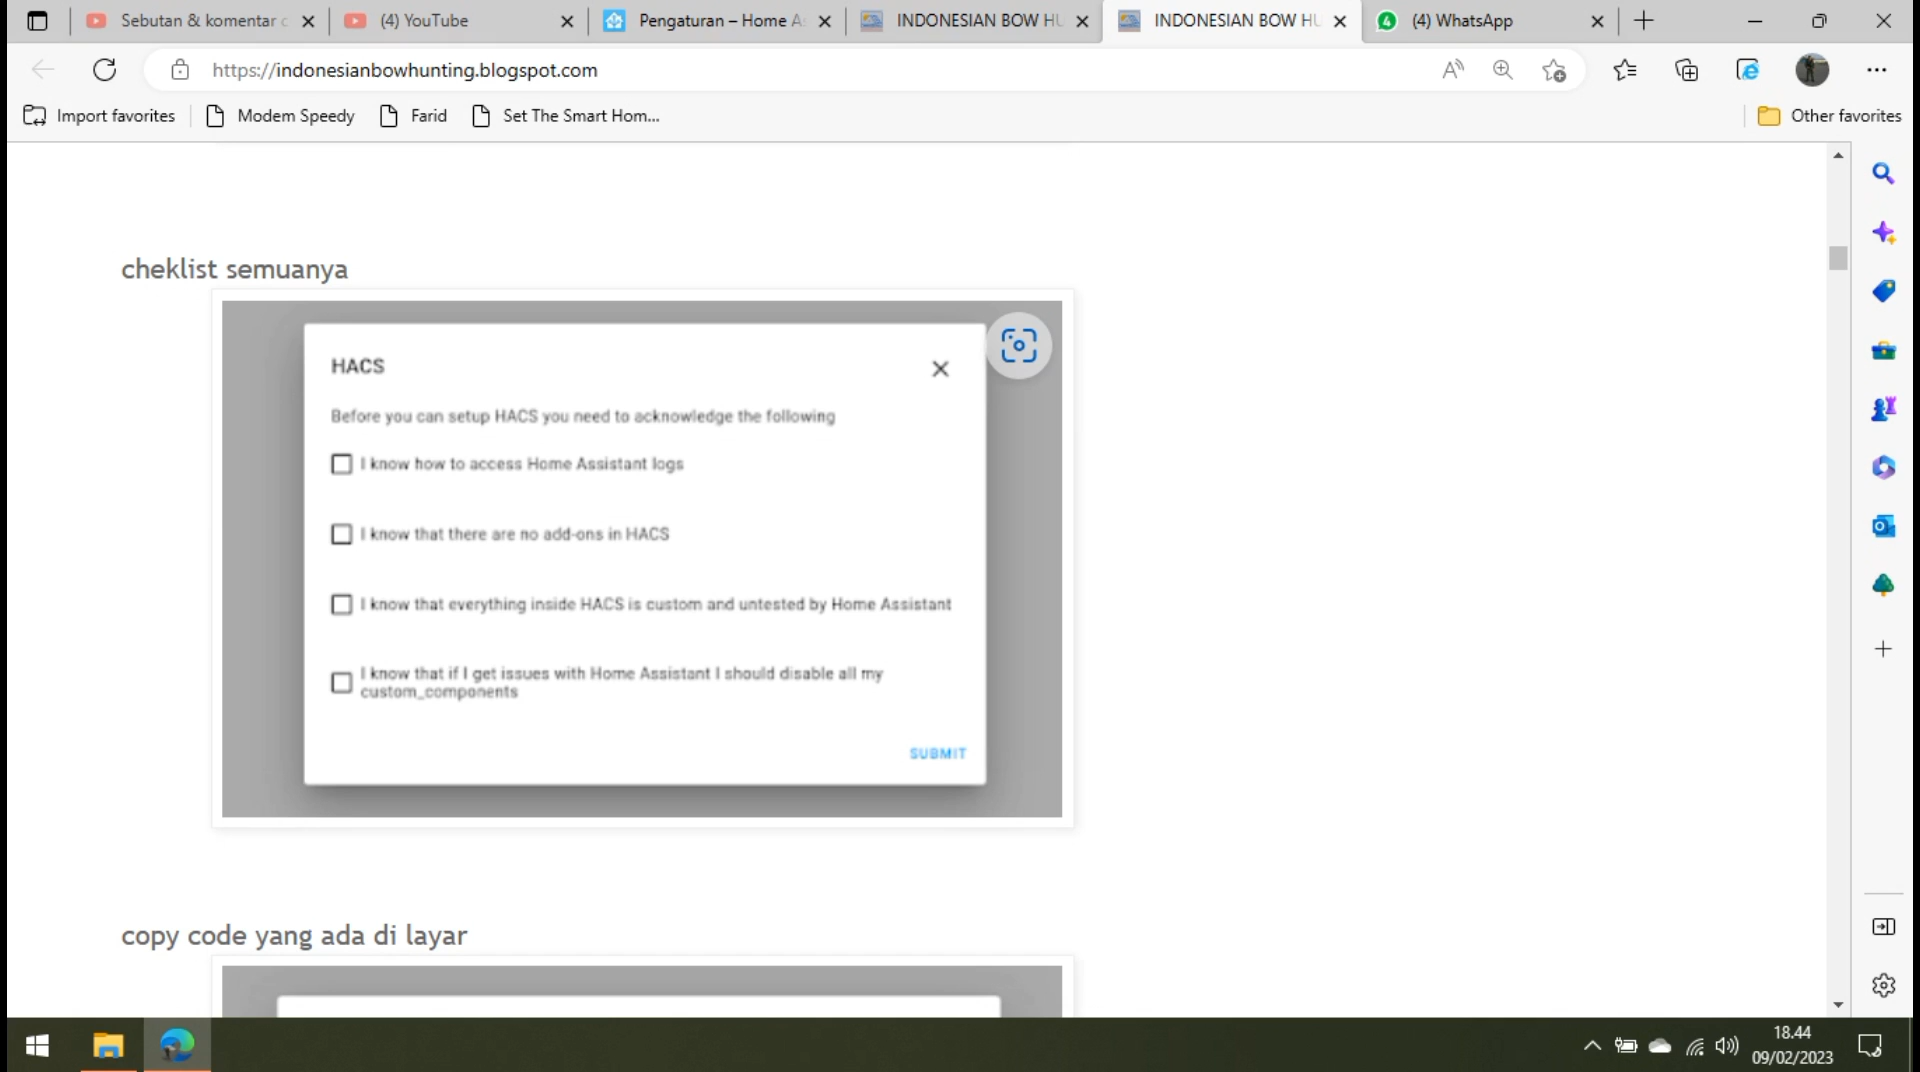 Sebutan & komentar
(4) YouTube
Pengaturan – Home A
INDONESIAN BOW HU
INDONESIAN BOW HU
(4) WhatsApp
https://indonesianbowhunting.blogspot.com
Import favorites
Modem Speedy
Farid
Set The Smart Hom...
Other favorites
cheklist semuanya
HACS
Before you can setup HACS you need to acknowledge the following
I know how to access Home Assistant logs
I know that there are no add-ons in HACS
I know that everything inside HACS is custom and untested by Home Assistant
I know that if I get issues with Home Assistant I should disable all my
custom_components
SUBMIT
copy code yang ada di layar
18.44
09/02/2023